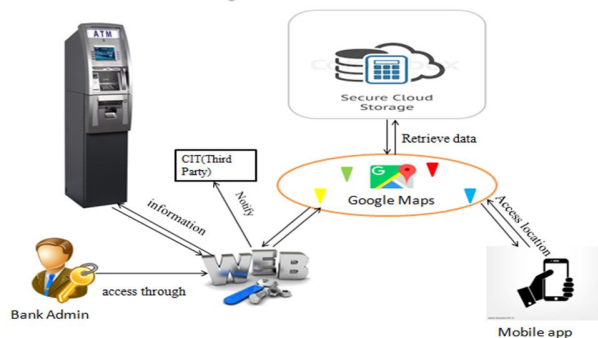 ATM
Secure Cloud
Storage
Retrieve data
CIT(Third
Party)
Notify
information
G
Google Maps
Access location
WEB
access through
Bank Admin
Mobile app